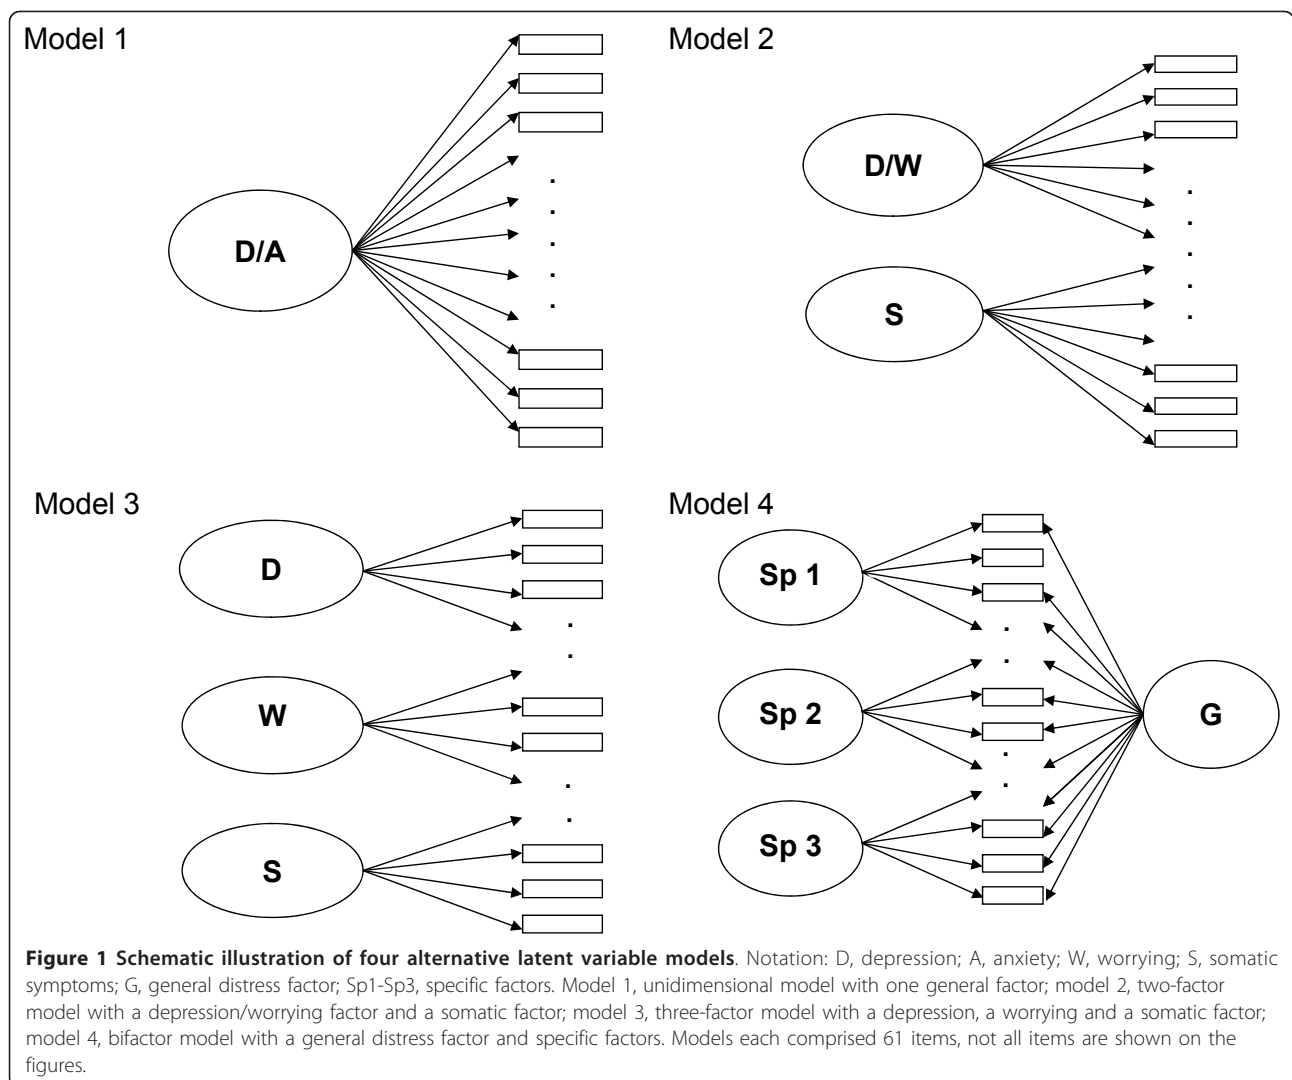 Model 1
Model 2
D/A
D/W
S
Model 3
Model 4
D
W
S
Sp 1
Sp 2
Sp 3
G
Figure 1 Schematic illustration of four alternative latent variable models. Notation: D, depression; A, anxiety; W, worrying; S, somatic
symptoms; G, general distress factor; Sp1-Sp3, specific factors. Model 1, unidimensional model with one general factor; model 2, two-factor
model with a depression/worrying factor and a somatic factor; model 3, three-factor model with a depression, a worrying and a somatic factor;
model 4, bifactor model with a general distress factor and specific factors. Models each comprised 61 items, not all items are shown on the
figures.